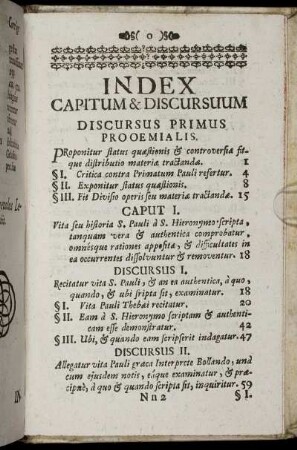 ( o )
INDEX
CAPITUM & DISCURSUUM
DISCURSUS PRIMUS
PROOEMIALIS.
PRoponitur status quæstionis & controversiæ fitque distributio materiæ tractandæ. 1
§ I. Critica contra Primatum Pauli refertur. 4
§ II. Exponitur status quæstionis. 8
§ III. Fit Divisio operis seu materiæ tractandæ. 15
CAPUT I.
Vita seu historia S. Pauli à S. Hieronymo scripta,
tanquam vera & authentica comprobatur,
omnésque rationes apposita, & difficultates in
ea occurrentes dissolvuntur & removentur. 18
DISCURSUS I.
Recitatur vita S. Pauli, & an ea authentica, à quo,
quando, & ubi scripta sit, examinatur. 18
§ I. Vita Pauli Thebæi recitatur. 20
§ II. Eam à S. Hieronymo scriptam & authenti-
cam esse demonstratur. 42
§ III. Ubi, & quando eam scripserit indagatur. 47
DISCURSUS II.
Allegatur vita Pauli græca Interprete Bollando, unà
cum ejusdem notis, eáque examinatur, & præ-
cipuè, à quo & quando scripta sit, inquiritur. 59
Nn 2
§ I.